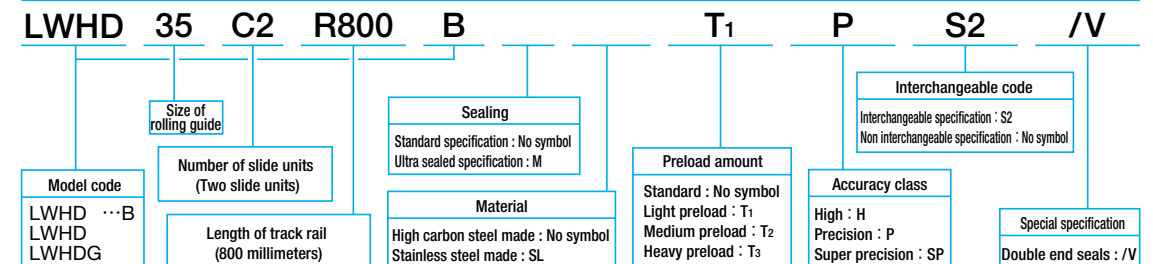 LWHD 35 C2 R800 B T1 P S2 /V
Size of
rolling guide
Number of slide units
(Two slide units)
Model code
LWHD …B
LWHD
LWHDG
Length of track rail
(800 millimeters)
Sealing
Standard specification : No symbol
Ultra sealed specification : M
Material
High carbon steel made : No symbol
Stainless steel made : SL
Preload amount
Standard : No symbol
Light preload : T1
Medium preload : T2
Heavy preload : T3
Interchangeable code
Interchangeable specification : S2
Non interchangeable specification : No symbol
Accuracy class
High : H
Precision : P
Super precision : SP
Special specification
Double end seals : /V